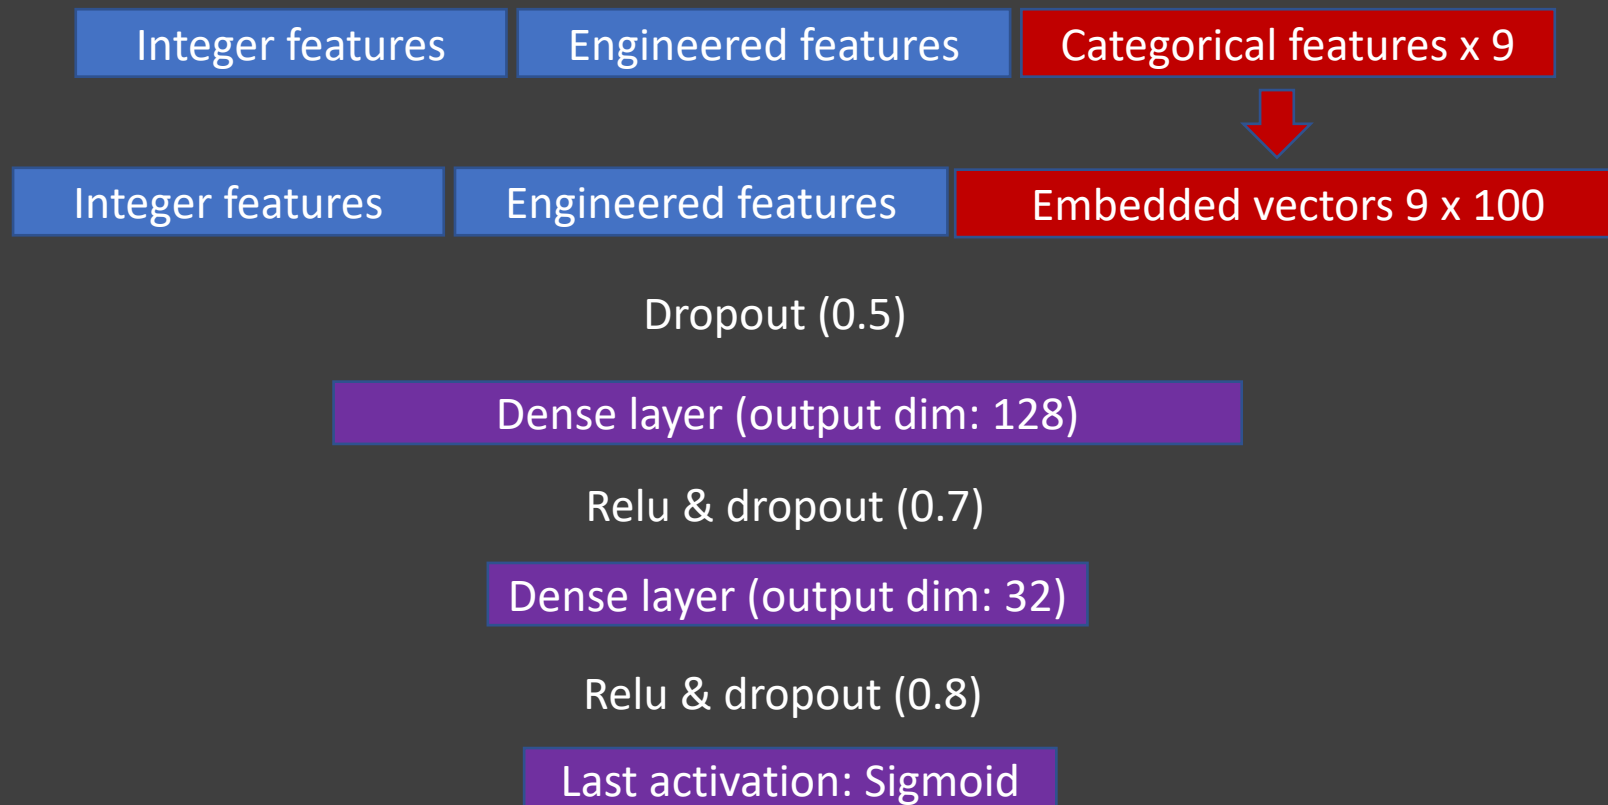 Integer features
Engineered features
Categorical features x 9
Integer features
Engineered features
Embedded vectors 9 x 100
Dropout (0.5)
Dense layer (output dim: 128)
Relu & dropout (0.7)
Dense layer (output dim: 32)
Relu & dropout (0.8)
Last activation: Sigmoid